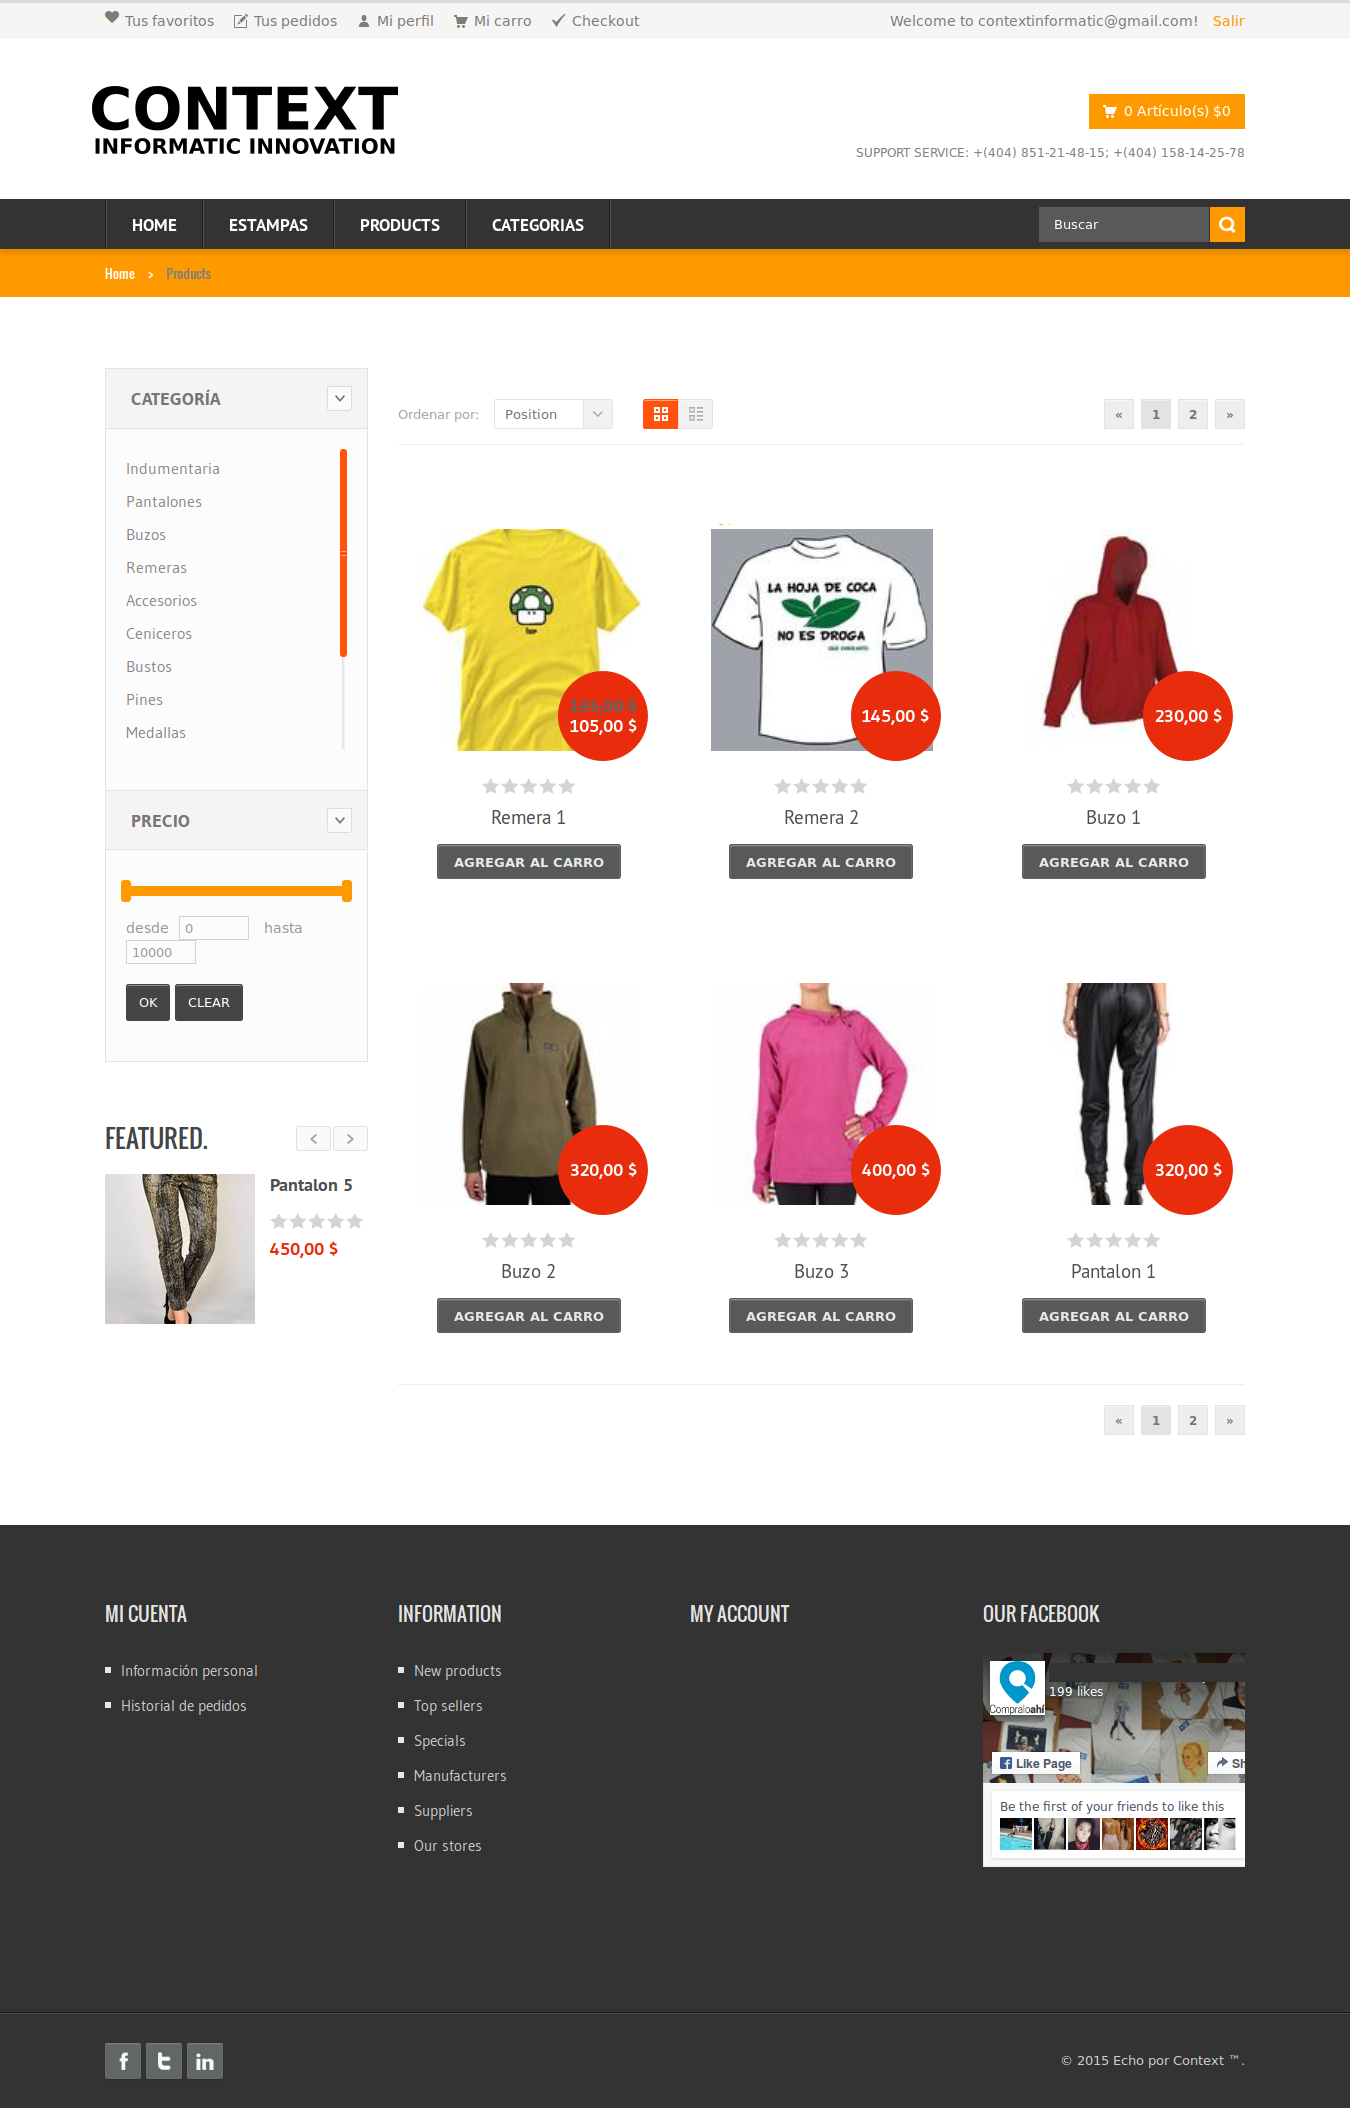 Tus favoritos Tus pedidos Mi perfil Mi carro Checkout Welcome to contextinformatic@gmail.com! Salir
CONTEXT
INFORMATIC INNOVATION
0 Artículo(s) $0
SUPPORT SERVICE: +(404) 851-21-48-15; +(404) 158-14-25-78
HOME ESTAMPAS PRODUCTS CATEGORIAS Buscar
Home > Products
CATEGORÍA
Indumentaria
Pantalones
Buzos
Remeras
Accesorios
Ceniceros
Bustos
Pines
Medallas
PRECIO
desde 0 hasta
10000
OK CLEAR
FEATURED.
Pantalon 5
450,00 $
Ordenar por: Position « 1 2 »
LA HOJA DE COCA
NO ES DROGA
135,00 $
105,00 $
145,00 $
230,00 $
Remera 1 Remera 2 Buzo 1
AGREGAR AL CARRO AGREGAR AL CARRO AGREGAR AL CARRO
320,00 $
400,00 $
320,00 $
Buzo 2 Buzo 3 Pantalon 1
AGREGAR AL CARRO AGREGAR AL CARRO AGREGAR AL CARRO
« 1 2 »
MI CUENTA
Información personal
Historial de pedidos
INFORMATION
New products
Top sellers
Specials
Manufacturers
Suppliers
Our stores
MY ACCOUNT
OUR FACEBOOK
Compraloahí
199 likes
Like Page Sh
Be the first of your friends to like this
f t in
© 2015 Echo por Context ™.